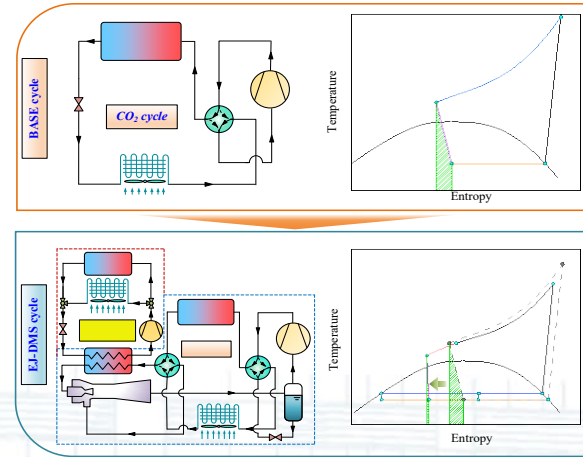 BASE cycle
CO₂ cycle
Temperature
Entropy
EJ-DMS cycle
Temperature
Entropy